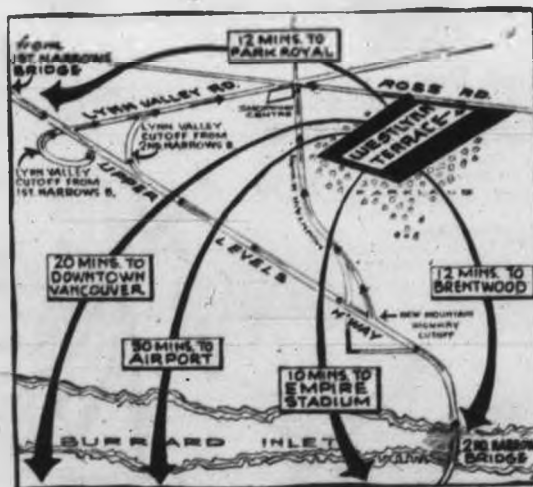 12 MINS. TO
PARK ROYAL
from
1ST. NARROWS
BRIDGE
LYNN VALLEY RD.
SHOPPING
CENTRE
ROSS RD.
WESTLYNN
TERRACE
LYNN VALLEY
CUTOFF FROM
2ND NARROWS B.
LYNN VALLEY
CUTOFF FROM
1ST. NARROWS B.
UPPER
LEVELS
H'WAY
20 MINS. TO
DOWNTOWN
VANCOUVER
12 MINS. TO
BRENTWOOD
NEW MOUNTAIN
HIGHWAY
CUTOFF
30 MINS. TO
AIRPORT
10 MINS. TO
EMPIRE
STADIUM
BURRARD INLET
2ND NARROWS
BRIDGE